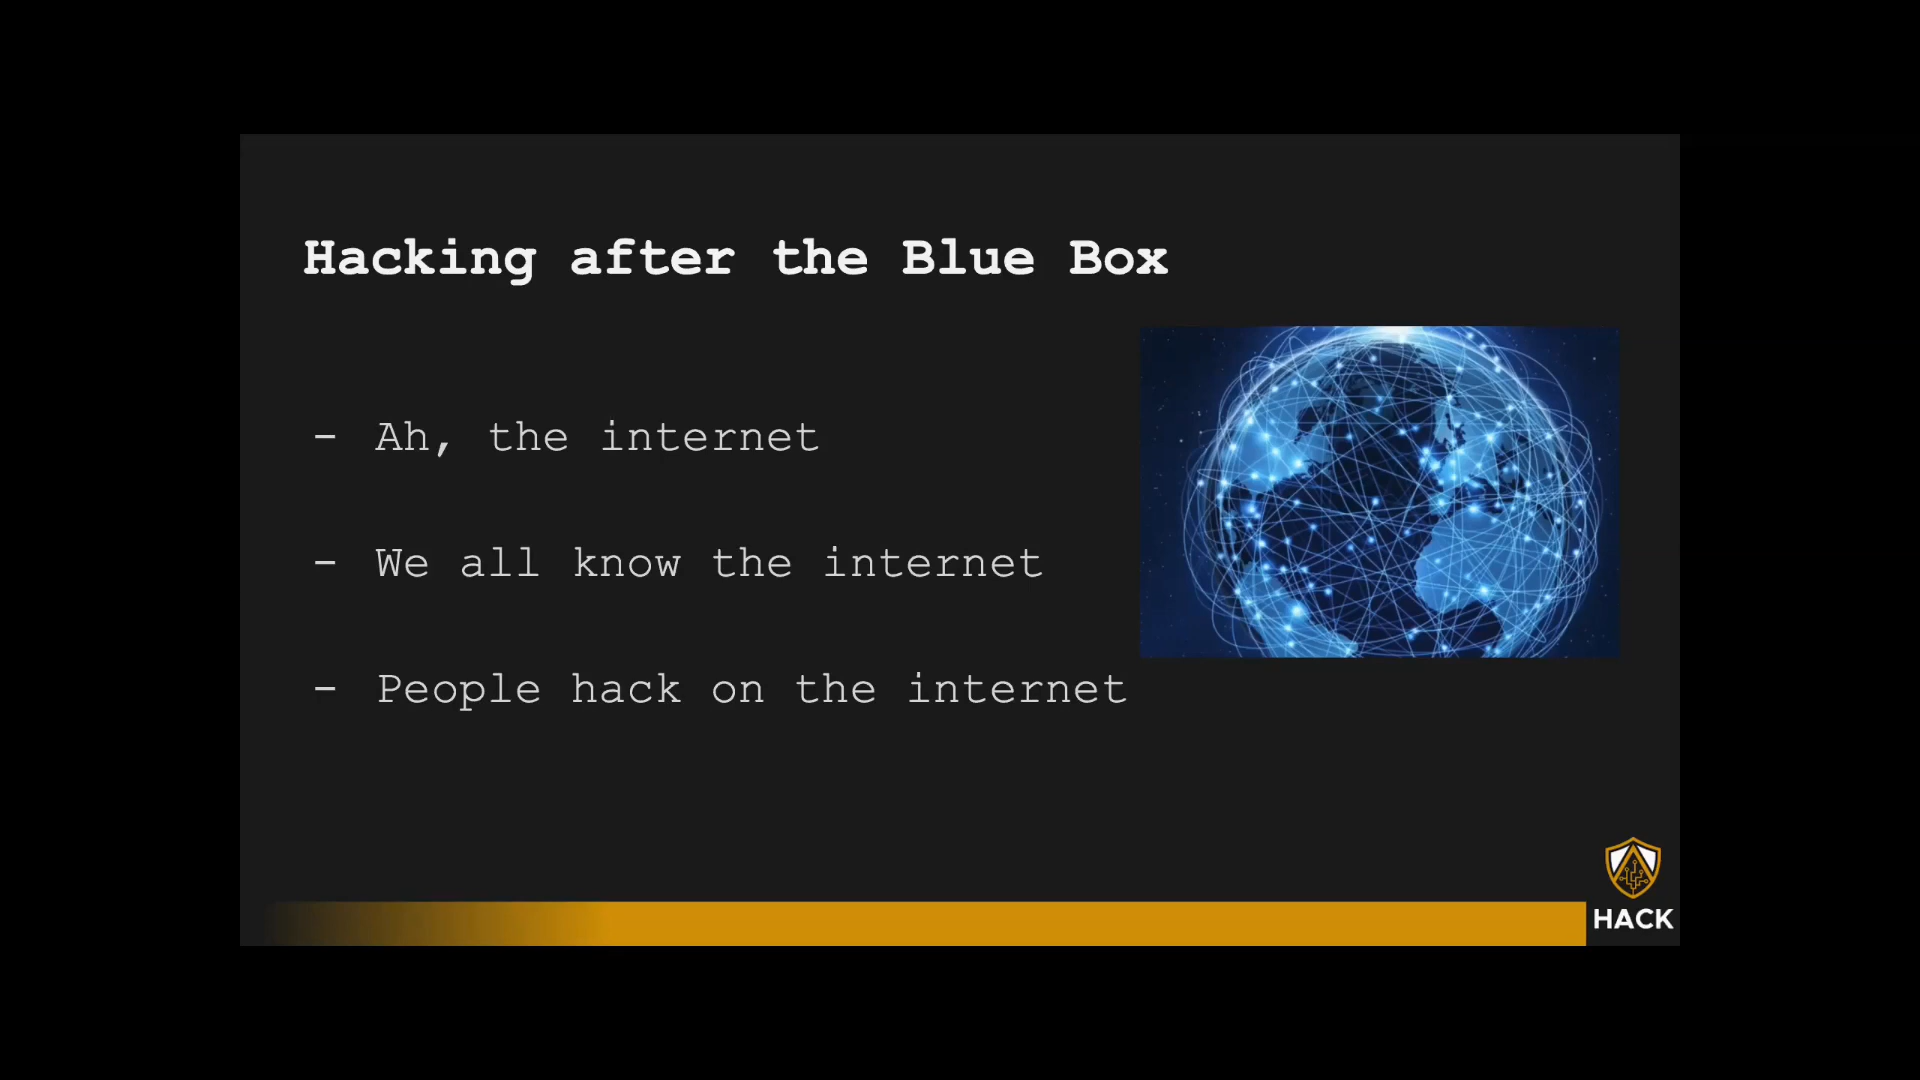 Hacking after the Blue Box
- Ah, the internet
- We all know the internet
- People hack on the internet
HACK